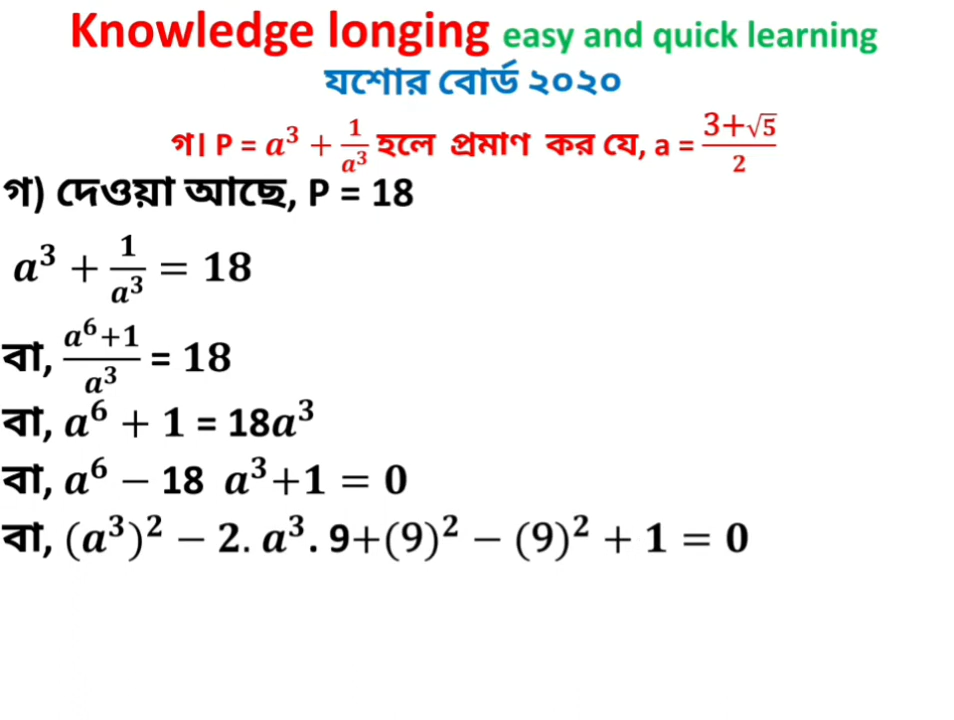 Knowledge longing easy and quick learning
যশোর বোর্ড ২০২০
গ। P = a³ + 1/a³ হলে প্রমাণ কর যে, a = (3+√5)/2
গ) দেওয়া আছে, P = 18
a³ + 1/a³ = 18
বা, (a⁶+1)/a³ = 18
বা, a⁶ + 1 = 18a³
বা, a⁶ − 18 a³+1 = 0
বা, (a³)² − 2. a³. 9+(9)² − (9)² + 1 = 0